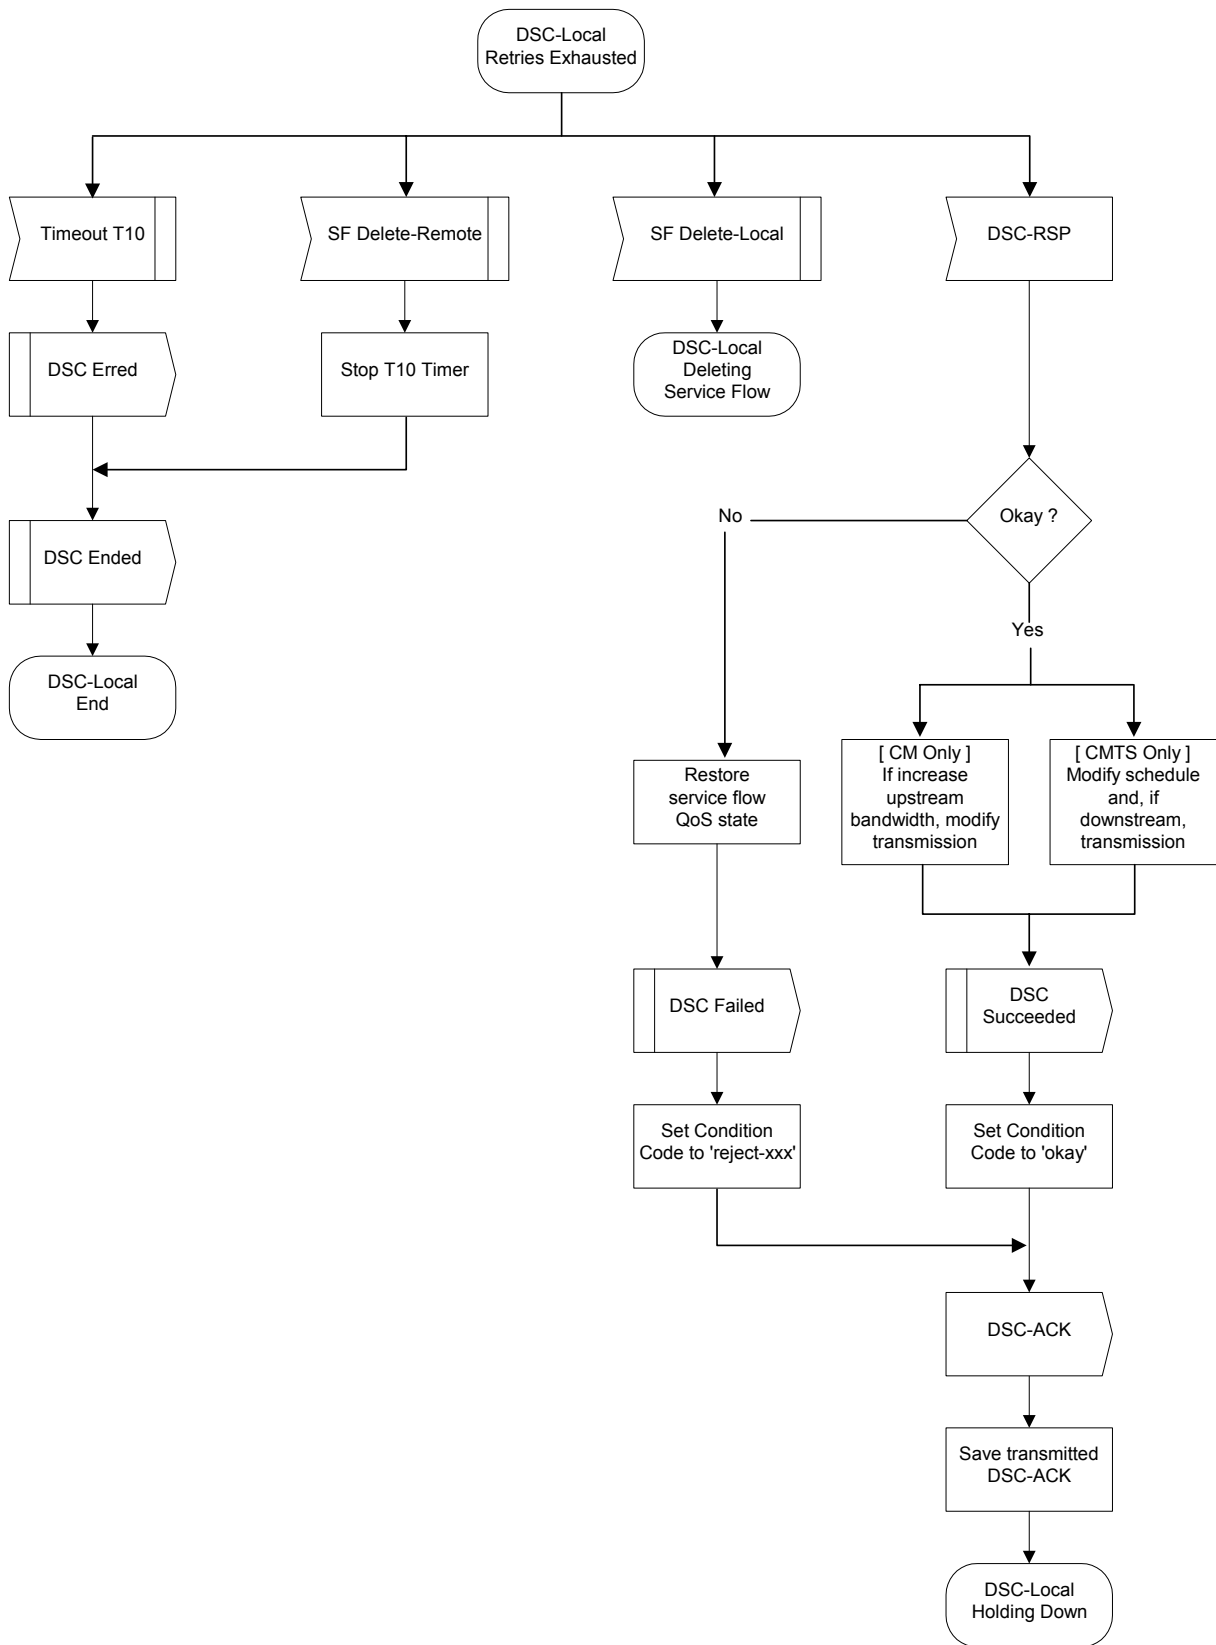 DSC-Local
Retries Exhausted
Timeout T10
SF Delete-Remote
SF Delete-Local
DSC-RSP
DSC Erred
Stop T10 Timer
DSC-Local
Deleting
Service Flow
No
Okay ?
DSC Ended
Yes
DSC-Local
End
Restore
service flow
QoS state
[ CM Only ]
If increase
upstream
bandwidth, modify
transmission
[ CMTS Only ]
Modify schedule
and, if
downstream,
transmission
DSC Failed
DSC
Succeeded
Set Condition
Code to 'reject-xxx'
Set Condition
Code to 'okay'
DSC-ACK
Save transmitted
DSC-ACK
DSC-Local
Holding Down